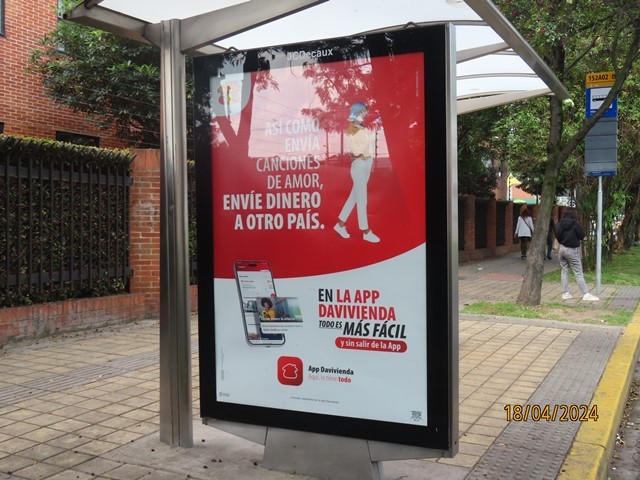 JCDecaux
152A02
ASÍ COMO
ENVÍA
CANCIONES
DE AMOR,
ENVÍE DINERO
A OTRO PAÍS.
EN LA APP
DAVIVIENDA
TODO ES MÁS FÁCIL
y sin salir de la App
App Davivienda
Aquí, lo tiene todo
18/04/2024